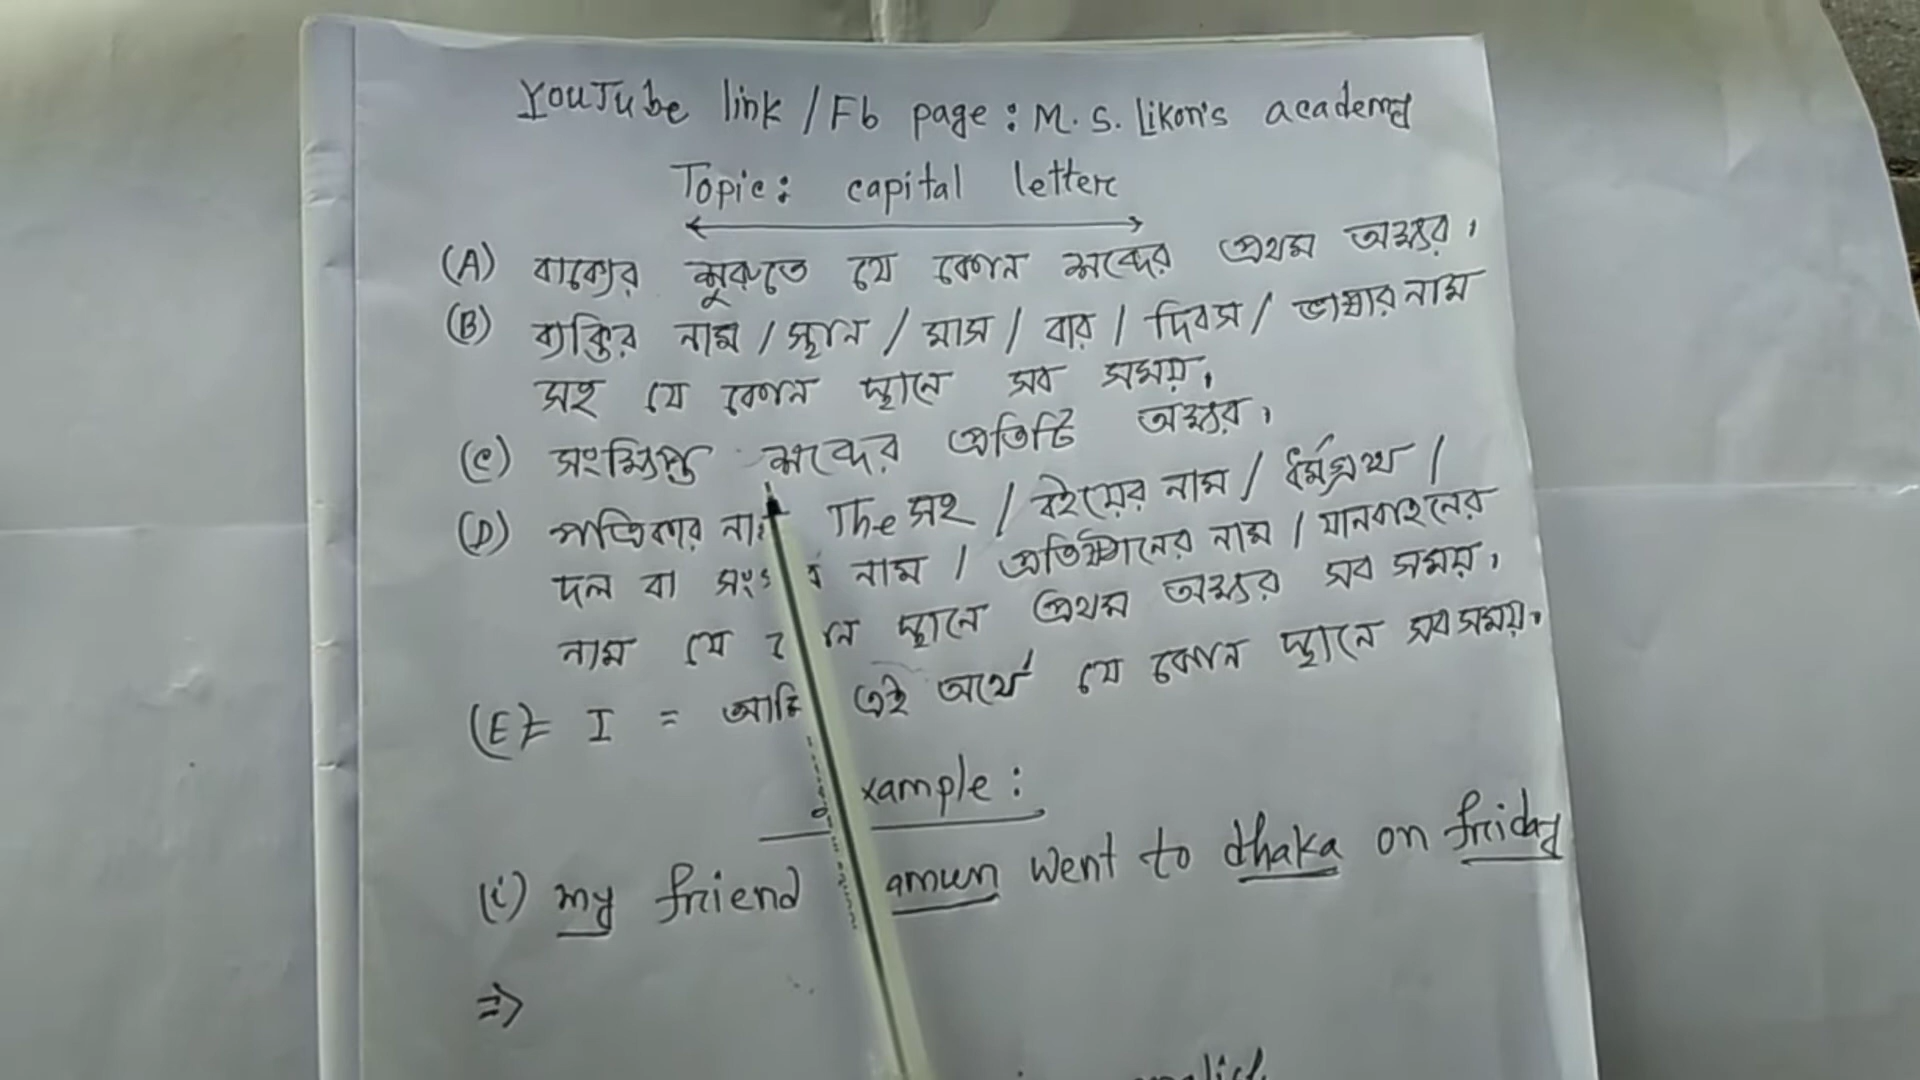 YouTube link / Fb page : M. S. Likon's academy
Topic: capital letter
(A) বাক্যের শুরুতে যে কোন শব্দের প্রথম অক্ষর।
(B) ব্যক্তির নাম / স্থান / মাস / বার / দিবস / ভাষার নাম
সহ যে কোন স্থানে সব সময়।
(C) সংক্ষিপ্ত শব্দের প্রতিটি অক্ষর।
(D) পত্রিকার The সহ / বইয়ের নাম / ধর্মগ্রন্থ /
দল বা নাম / প্রতিষ্ঠানের নাম / যানবাহনের
নাম যে স্থানে প্রথম অক্ষর সব সময়।
(E) = I = আমি এই অর্থে যে কোন স্থানে সব সময়।
xample :
(i) my friend amun went to dhaka on friday
⇒